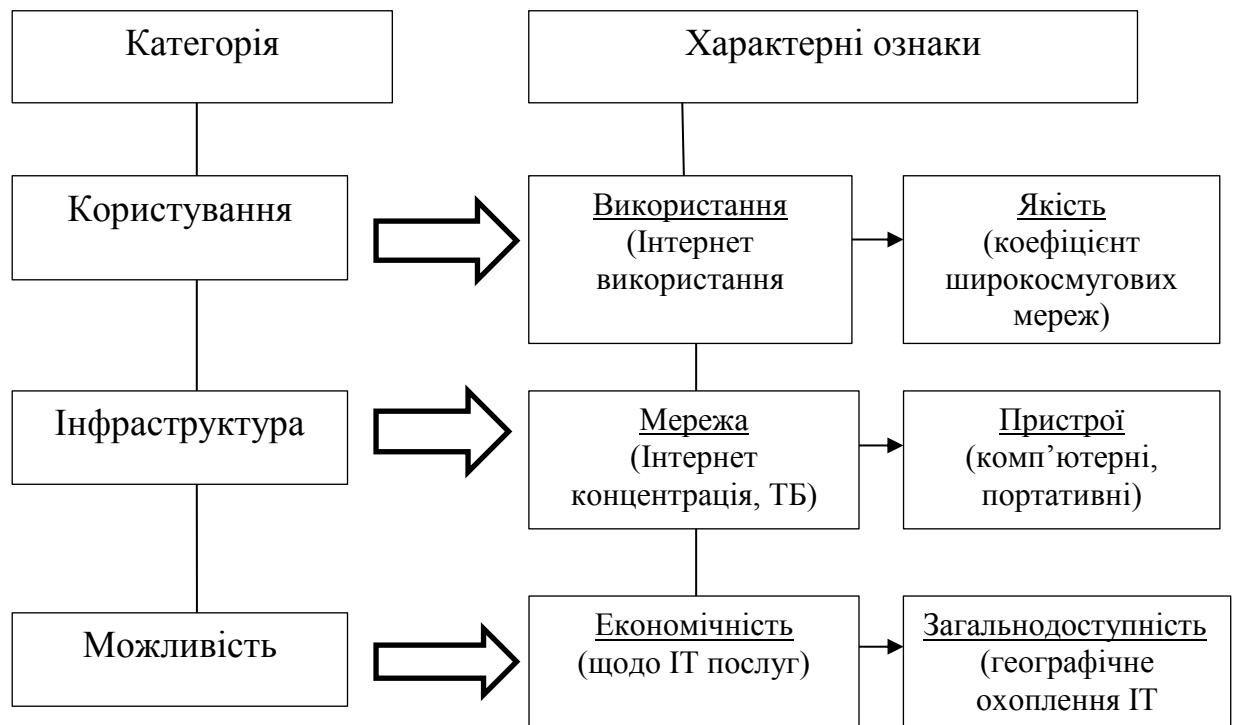 Категорія
Характерні ознаки
Користування
Використання
(Інтернет
використання
Якість
(коефіцієнт
широкосмугових
мереж)
Інфраструктура
Мережа
(Інтернет
концентрація, ТБ)
Пристрої
(комп’ютерні,
портативні)
Можливість
Економічність
(щодо ІТ послуг)
Загальнодоступність
(географічне
охоплення ІТ